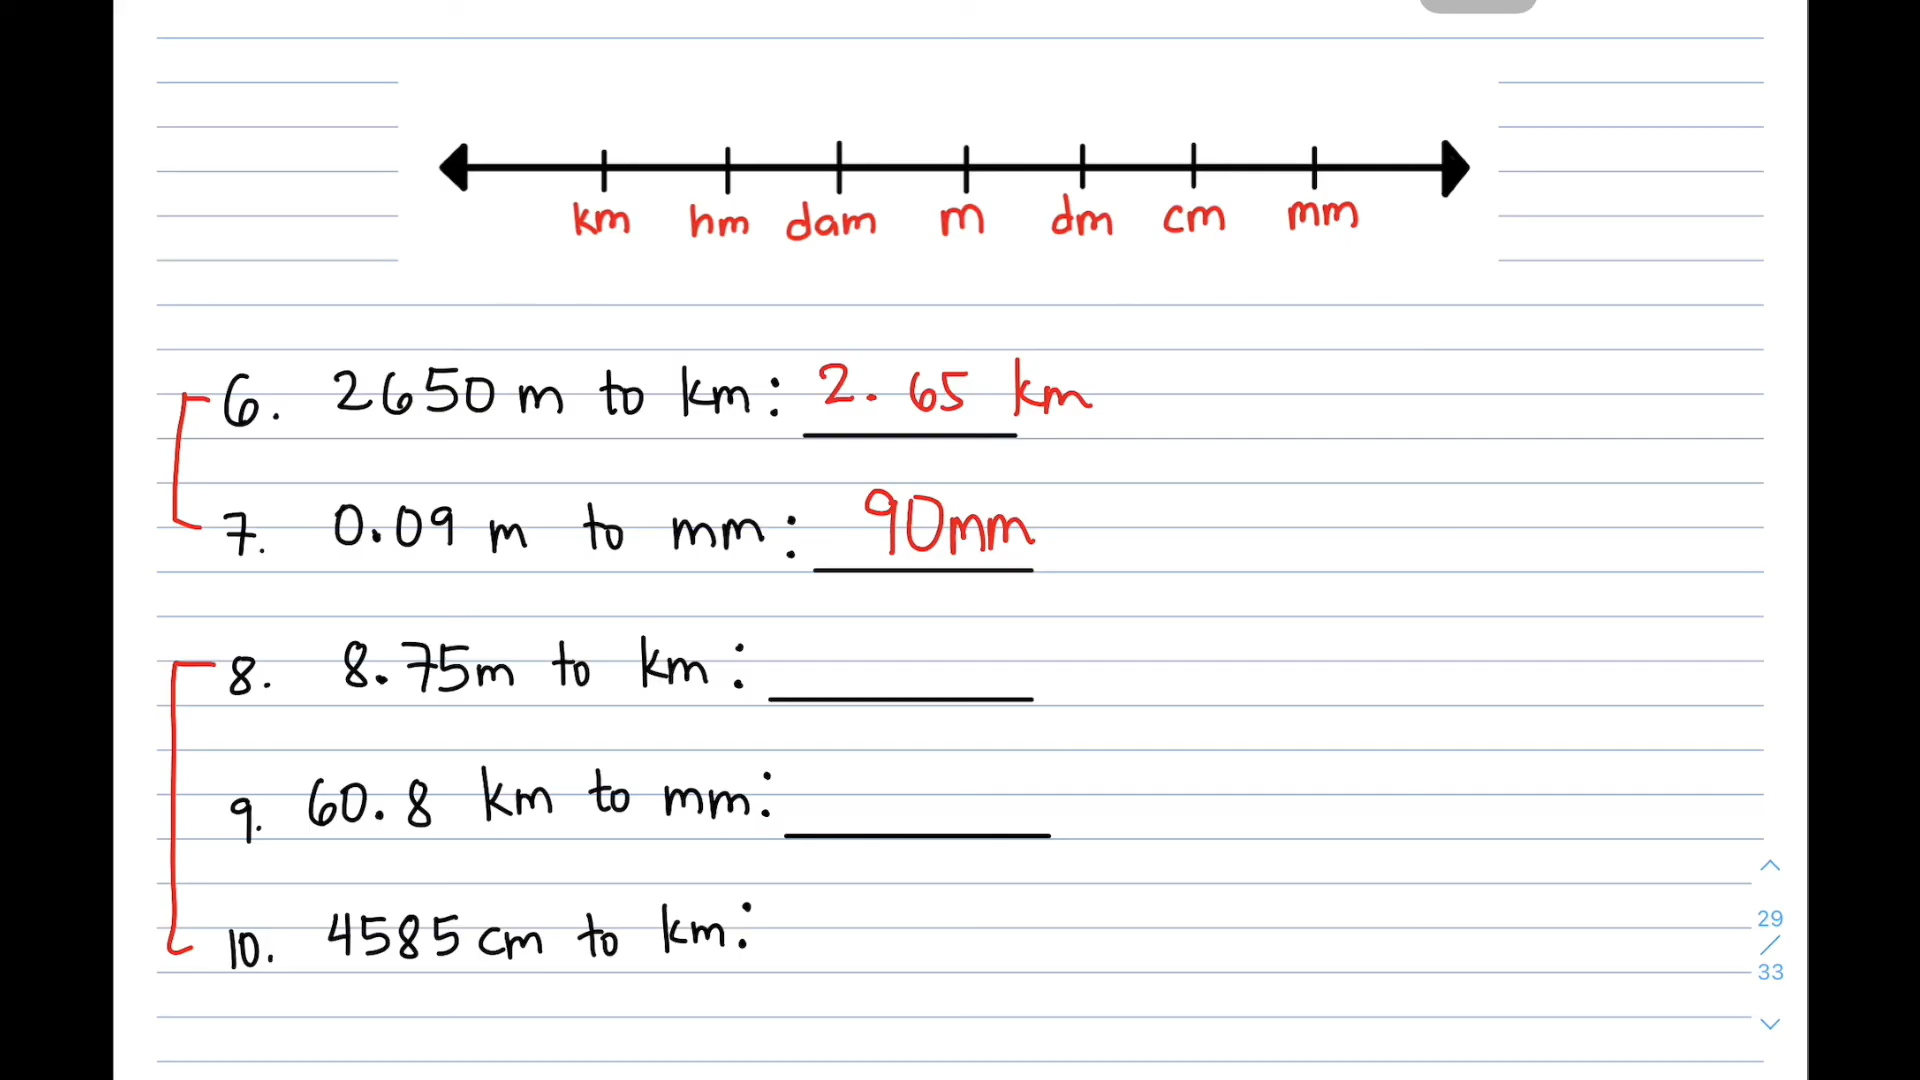 km hm dam m dm cm mm
6. 2650 m to km: 2.65 km
7. 0.09 m to mm: 90mm
8. 8.75m to km:
9. 60.8 km to mm:
10. 4585 cm to km:
29
/
33